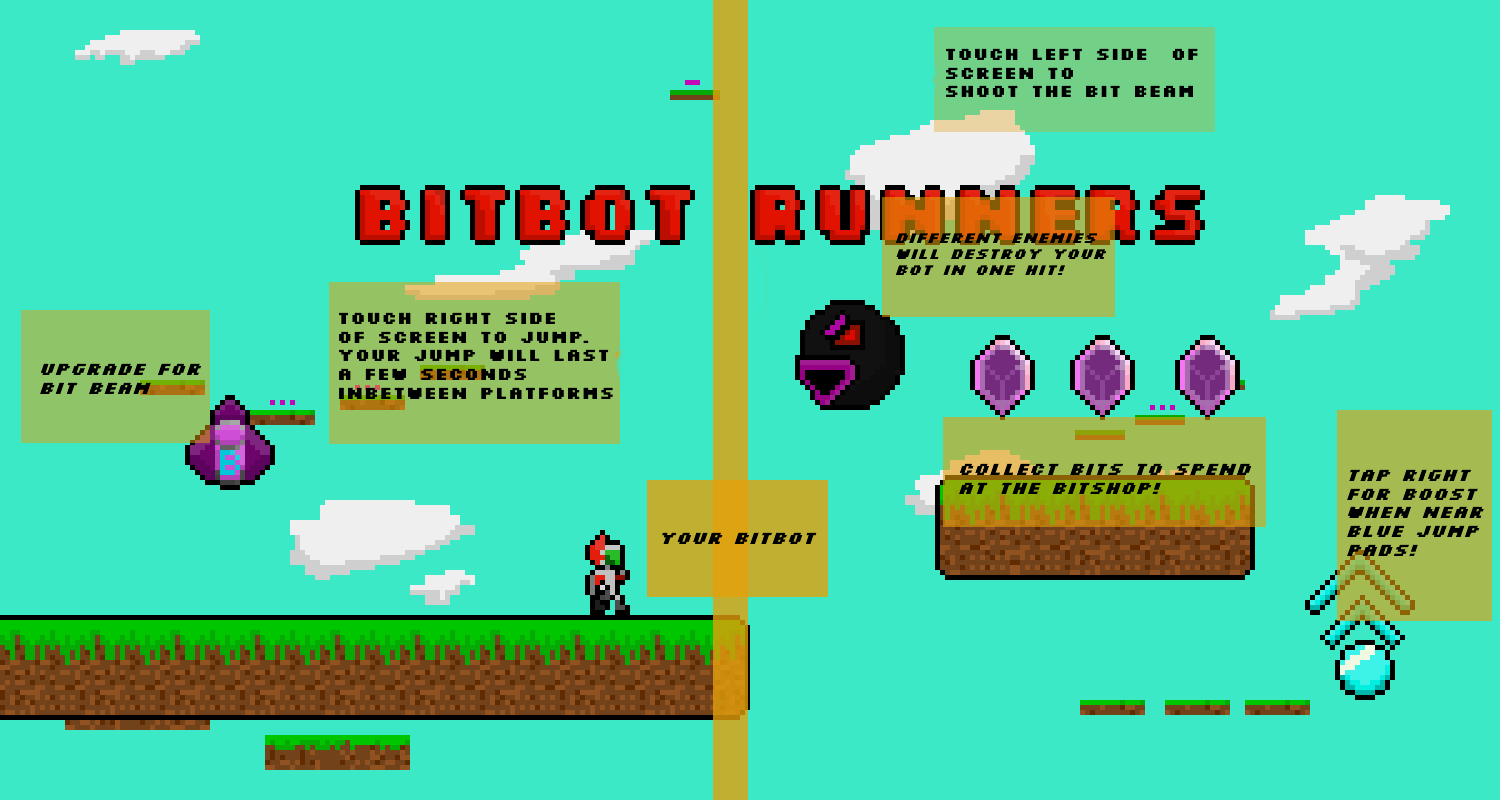 TOUCH LEFT SIDE OF
SCREEN TO
SHOOT THE BIT BEAM
BITBOT RUNNERS
DIFFERENT ENEMIES
WILL DESTROY YOUR
BOT IN ONE HIT!
TOUCH RIGHT SIDE
OF SCREEN TO JUMP.
YOUR JUMP WILL LAST
A FEW SECONDS
INBETWEEN PLATFORMS
UPGRADE FOR
BIT BEAM
COLLECT BITS TO SPEND
AT THE BITSHOP!
TAP RIGHT
FOR BOOST
WHEN NEAR
BLUE JUMP
PADS!
YOUR BITBOT